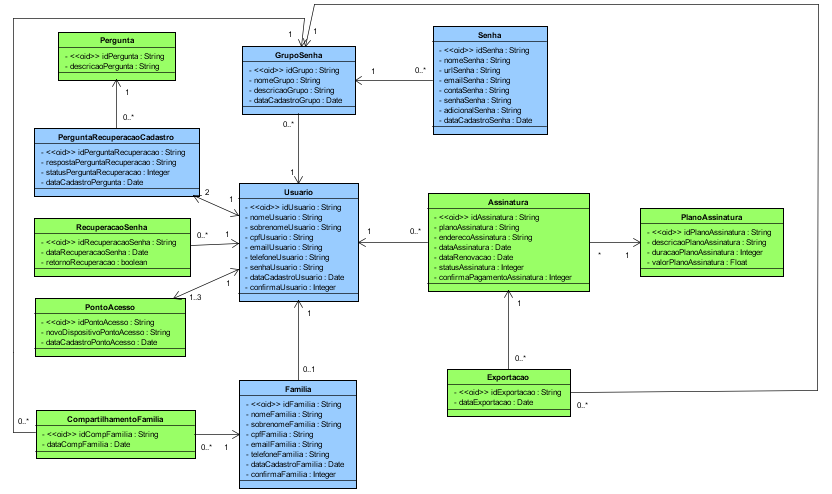 Pergunta
- <<oid>> idPergunta : String
- descricaoPergunta : String
1
0..*
PerguntaRecuperacaoCadastro
- <<oid>> idPerguntaRecuperacao : String
- respostaPerguntaRecuperacao : String
- statusPerguntaRecuperacao : Integer
- dataCadastroPergunta : Date
2
1
1
1
GrupoSenha
- <<oid>> idGrupo : String
- nomeGrupo : String
- descricaoGrupo : String
- dataCadastroGrupo : Date
1
0..*
Senha
- <<oid>> idSenha : String
- nomeSenha : String
- urlSenha : String
- emailSenha : String
- contaSenha : String
- senhaSenha : String
- adicionalSenha : String
- dataCadastroSenha : Date
0..*
1
Usuario
- <<oid>> idUsuario : String
- nomeUsuario : String
- sobrenomeUsuario : String
- cpfUsuario : String
- emailUsuario : String
- telefoneUsuario : String
- senhaUsuario : String
- dataCadastroUsuario : Date
- confirmaUsuario : Integer
RecuperacaoSenha
- <<oid>> idRecuperacaoSenha : String
- dataRecuperacaoSenha : Date
- retornoRecuperacao : boolean
0..*
1
PontoAcesso
- <<oid>> idPontoAcesso : String
- novoDispositivoPontoAcesso : String
- dataCadastroPontoAcesso : Date
1..3
1
1
0..*
Assinatura
- <<oid>> idAssinatura : String
- planoAssinatura : String
- enderecoAssinatura : String
- dataAssinatura : Date
- dataRenovacao : Date
- statusAssinatura : Integer
- confirmaPagamentoAssinatura : Integer
*
1
PlanoAssinatura
- <<oid>> idPlanoAssinatura : String
- descricaoPlanoAssinatura : String
- duracaoPlanoAssinatura : Integer
- valorPlanoAssinatura : Float
1
0..*
Exportacao
- <<oid>> idExportacao : String
- dataExportacao : Date
0..*
1
0..1
Familia
- <<oid>> idFamilia : String
- nomeFamilia : String
- sobrenomeFamilia : String
- cpfFamilia : String
- emailFamilia : String
- telefoneFamilia : String
- dataCadastroFamilia : Date
- confirmaFamilia : Integer
0..*
CompartilhamentoFamilia
- <<oid>> idCompFamilia : String
- dataCompFamilia : Date
0..*
1